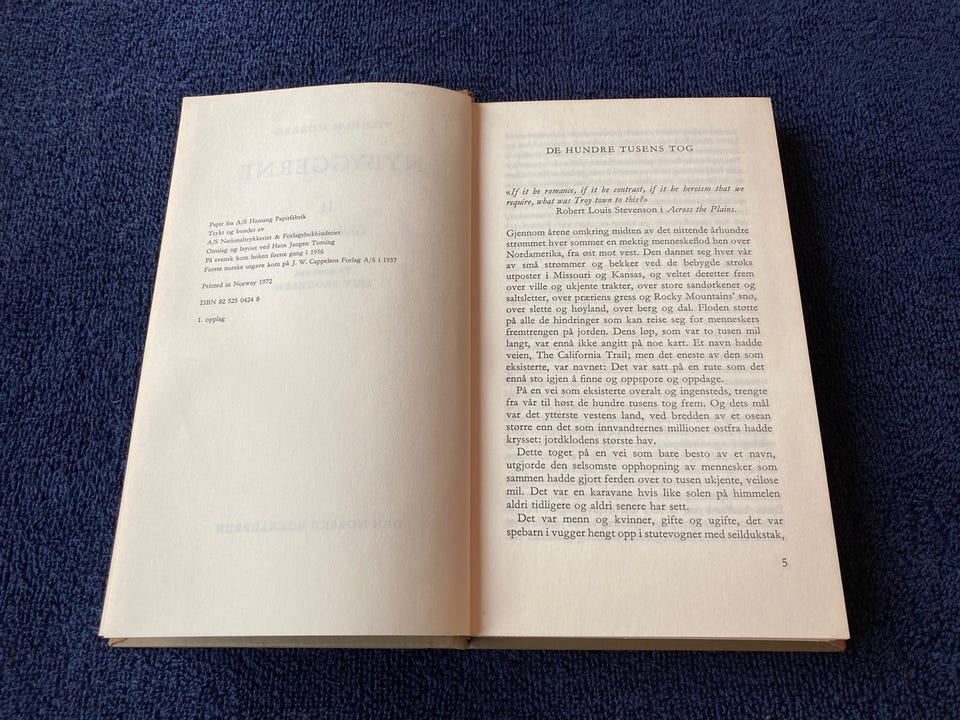 Papir fra A/S Hamang Papirfabrik
Trykt og bundet av
A/S Nationaltrykkeriet & Forlagsbokbinderiet
Omslag og layout ved Hans Jørgen Toming
På svensk kom boken første gang i 1956
Første norske utgave kom på J. W. Cappelens Forlag A/S i 1957
Printed in Norway 1972
ISBN 82 525 0424 8
1. opplag
DE HUNDRE TUSENS TOG
«If it be romance, if it be contrast, if it be heroism that we
require, what was Troy town to this?»
Robert Louis Stevenson i Across the Plains.
Gjennom årene omkring midten av det nittende århundre
strømmet hver sommer en mektig menneskeflod hen over
Nordamerika, fra øst mot vest. Den dannet seg hver vår
av små strømmer og bekker ved de bebygde stroks
utposter i Missouri og Kansas, og veltet deretter frem
over ville og ukjente trakter, over store sandørkener og
saltsletter, over præriens gress og Rocky Mountains' snø,
over slette og høyland, over berg og dal. Floden støtte
på alle de hindringer som kan reise seg for menneskers
fremtrengen på jorden. Dens løp, som var to tusen mil
langt, var ennå ikke angitt på noe kart. Et navn hadde
veien, The California Trail; men det eneste av den som
eksisterte, var navnet: Det var satt på en rute som det
ennå sto igjen å finne og oppspore og oppdage.
På en vei som eksisterte overalt og ingensteds, trengte
fra vår til høst de hundre tusens tog frem. Og dets mål
var det ytterste vestens land, ved bredden av et osean
større enn det som innvandrernes millioner østfra hadde
krysset: jordklodens største hav.
Dette toget på en vei som bare besto av et navn,
utgjorde den selsomste opphopning av mennesker som
sammen hadde gjort ferden over to tusen ukjente, veiløse
mil. Det var en karavane hvis like solen på himmelen
aldri tidligere og aldri senere har sett.
Det var menn og kvinner, gifte og ugifte, det var
spebarn i vugger hengt opp i stutevogner med seildukstak,
5